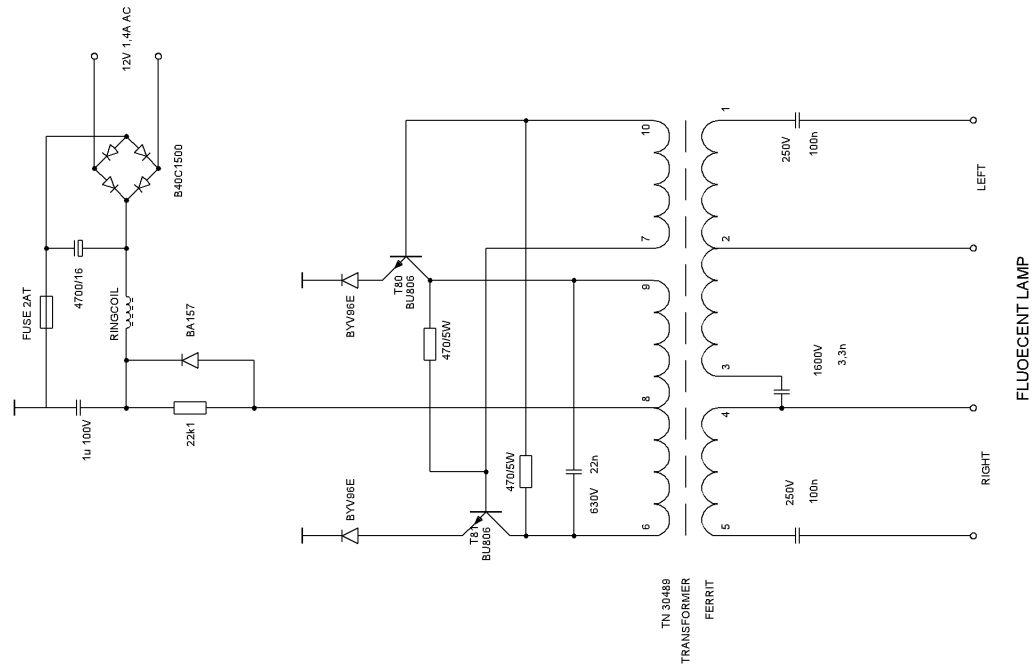 12V 1,4A AC
B40C1500
FUSE 2AT
4700/16
RINGCOIL
BA157
1u 100V
22k1
BYV96E
T80
BU806
470/5W
BYV96E
T81
BU806
470/5W
22n
630V
10
7
9
8
6
1
2
3
4
5
250V
100n
1600V
3,3n
250V
100n
LEFT
RIGHT
FLUOECENT LAMP
TN 30489
TRANSFORMER
FERRIT